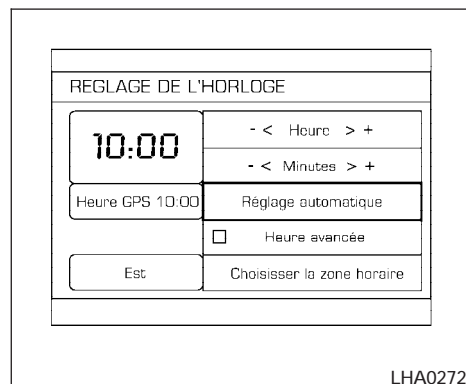 REGLAGE DE L'HORLOGE
10:00
- < Heure > +
- < Minutes > +
Heure GPS 10:00
Réglage automatique
Heure avancée
Est
Choisisser la zone horaire
LHA0272